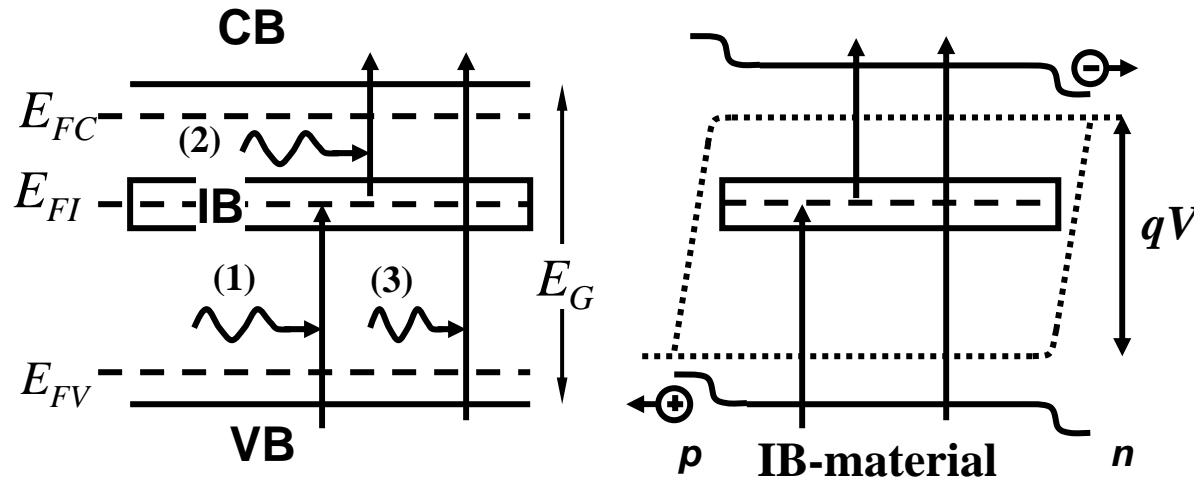 CB
E_FC
(2)
E_FI
IB
(1)
(3)
E_G
E_FV
VB
−
qV
+
p
IB-material
n